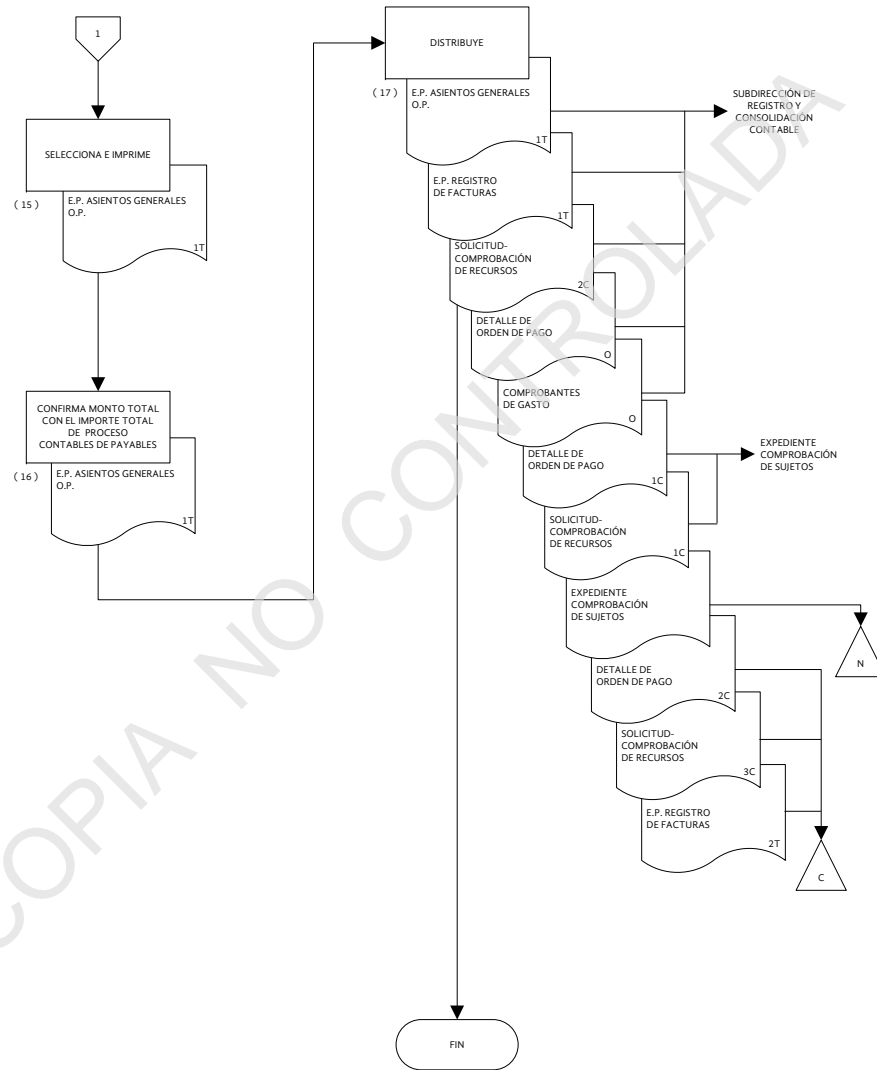 1
SELECCIONA E IMPRIME
( 15 )
E.P. ASIENTOS GENERALES
O.P.
1T
CONFIRMA MONTO TOTAL
CON EL IMPORTE TOTAL
DE PROCESO
CONTABLES DE PAYABLES
( 16 )
E.P. ASIENTOS GENERALES
O.P.
1T
DISTRIBUYE
( 17 )
E.P. ASIENTOS GENERALES
O.P.
1T
E.P. REGISTRO
DE FACTURAS
1T
SOLICITUD-
COMPROBACIÓN
DE RECURSOS
2C
DETALLE DE
ORDEN DE PAGO
O
COMPROBANTES
DE GASTO
O
SUBDIRECCIÓN DE
REGISTRO Y
CONSOLIDACIÓN
CONTABLE
DETALLE DE
ORDEN DE PAGO
1C
SOLICITUD-
COMPROBACIÓN
DE RECURSOS
1C
EXPEDIENTE
COMPROBACIÓN
DE SUJETOS
EXPEDIENTE
COMPROBACIÓN
DE SUJETOS
N
DETALLE DE
ORDEN DE PAGO
2C
SOLICITUD-
COMPROBACIÓN
DE RECURSOS
3C
E.P. REGISTRO
DE FACTURAS
2T
C
FIN
COPIA NO CONTROLADA